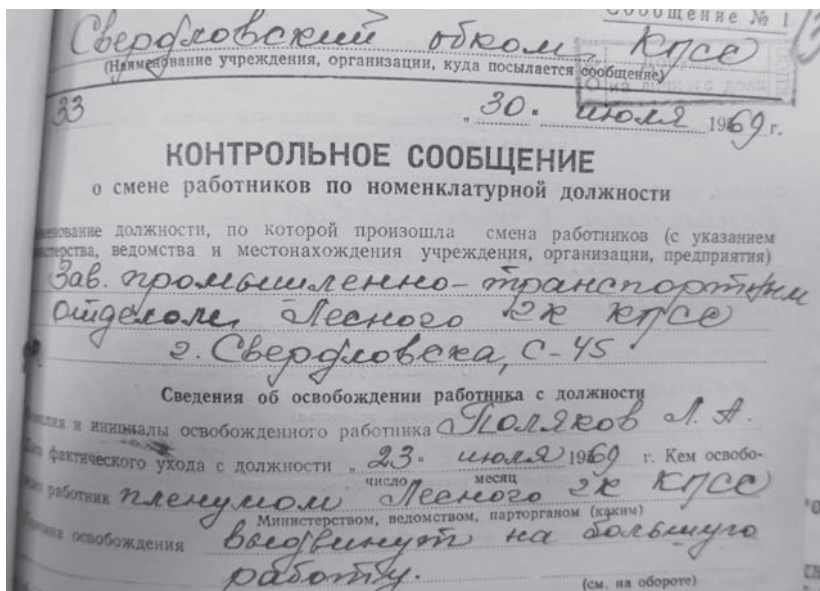 Сообщение № 1
Свердловский обком КПСС
(Наименование учреждения, организации, куда посылается сообщение)
33
„30" июля 1969 г.
КОНТРОЛЬНОЕ СООБЩЕНИЕ
о смене работников по номенклатурной должности
менование должности, по которой произошла смена работников (с указанием
истерства, ведомства и местонахождения учреждения, организации, предприятия)
Зав. промышленно-транспортным
отделом Лесного ГК КПСС
г. Свердловска, С-45
Сведения об освобождении работника с должности
милия и инициалы освобожденного работника Поляков Л. А.
фактического ухода с должности „23" июля 1969 г. Кем освобо-
число месяц
работник пленумом Лесного ГК КПСС
Министерством, ведомством, парторганом (каким)
освобождения выдвинут на большую
работу.
(см. на обороте)